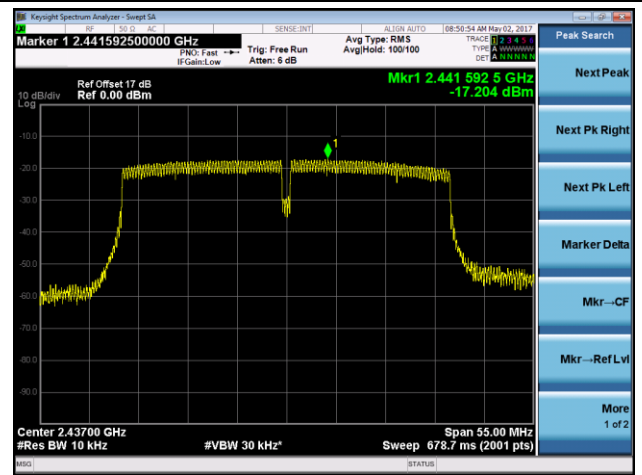 Keysight Spectrum Analyzer - Swept SA
RF 50 Ω AC SENSE:INT ALIGN AUTO 08:50:54 AM May 02, 2017
Marker 1 2.441592500000 GHz
PNO: Fast
IFGain:Low
Trig: Free Run
Atten: 6 dB
Avg Type: RMS
Avg|Hold: 100/100
TRACE 1 2 3 4 5 6
TYPE A WWWWW
DET A N N N N N
Peak Search
Mkr1 2.441 592 5 GHz
-17.204 dBm
Ref Offset 17 dB
10 dB/div Ref 0.00 dBm
Log
-10.0
-20.0
-30.0
-40.0
-50.0
-60.0
-70.0
-80.0
-90.0
1
Center 2.43700 GHz Span 55.00 MHz
#Res BW 10 kHz #VBW 30 kHz* Sweep 678.7 ms (2001 pts)
MSG STATUS
Next Peak
Next Pk Right
Next Pk Left
Marker Delta
Mkr→CF
Mkr→Ref Lvl
More
1 of 2